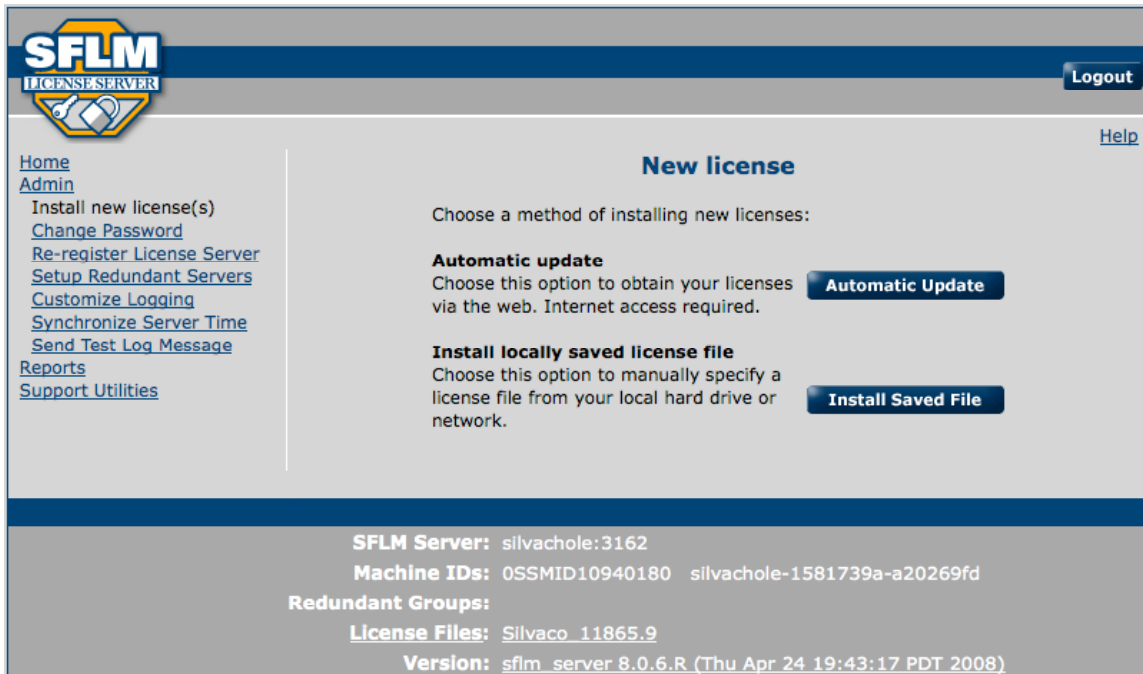 SFLM
LICENSE SERVER
Logout
Help
Home
Admin
Install new license(s)
Change Password
Re-register License Server
Setup Redundant Servers
Customize Logging
Synchronize Server Time
Send Test Log Message
Reports
Support Utilities
New license
Choose a method of installing new licenses:
Automatic update
Choose this option to obtain your licenses
via the web. Internet access required.
Automatic Update
Install locally saved license file
Choose this option to manually specify a
license file from your local hard drive or
network.
Install Saved File
SFLM Server: silvachole:3162
Machine IDs: 0SSMID10940180 silvachole-1581739a-a20269fd
Redundant Groups:
License Files: Silvaco_11865.9
Version: sflm_server 8.0.6.R (Thu Apr 24 19:43:17 PDT 2008)